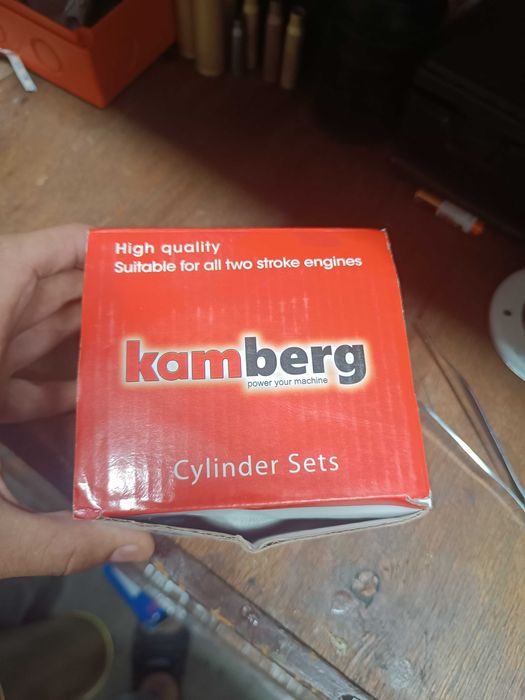 High quality
Suitable for all two stroke engines
kamberg
power your machine
Cylinder Sets